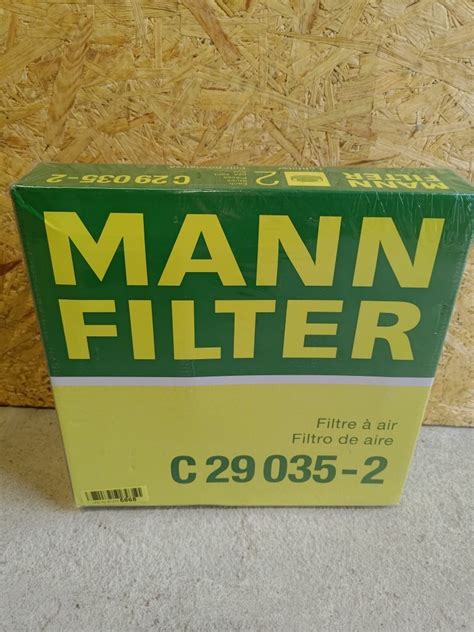 C 29 035-2
2
MANN
FILTER
MANN
FILTER
Filtre à air
Filtro de aire
C 29 035-2